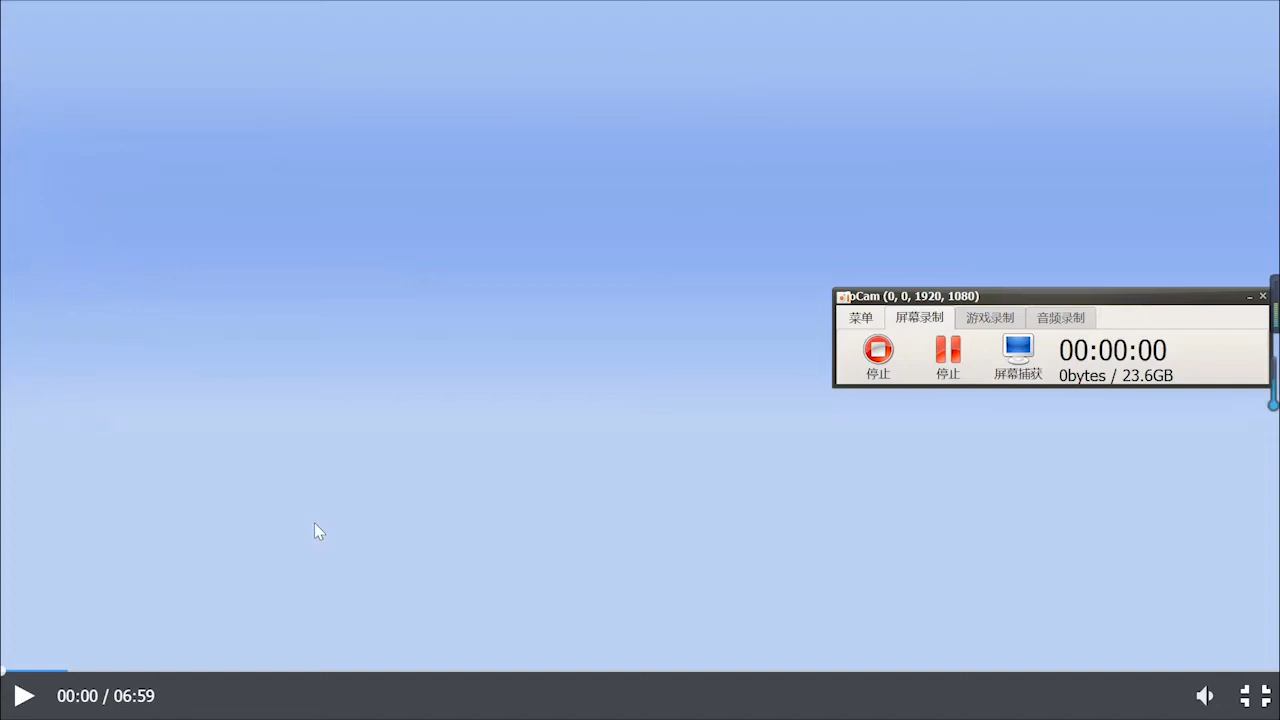 oCam (0, 0, 1920, 1080)
菜单 屏幕录制 游戏录制 音频录制
停止 停止 屏幕捕获 00:00:00
0bytes / 23.6GB
00:00 / 06:59